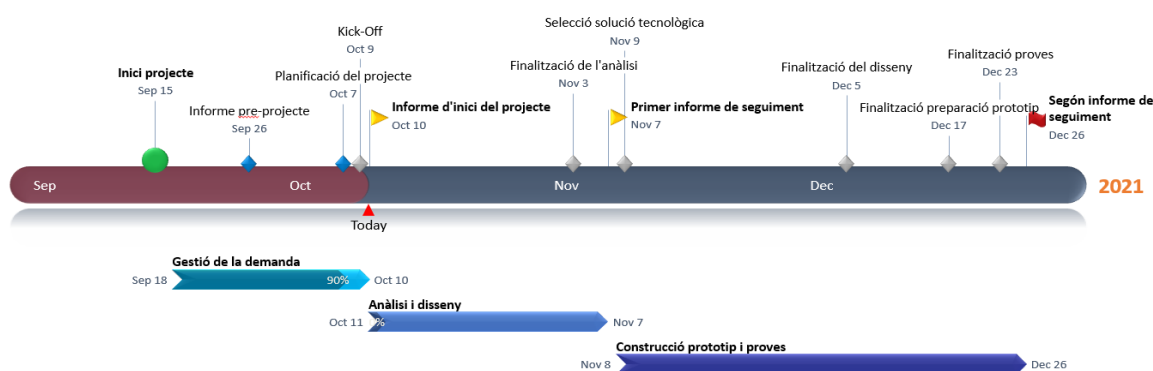 Selecció solució tecnològica
Nov 9
Kick-Off
Oct 9
Finalització proves
Dec 23
Finalització de l'anàlisi
Nov 3
Finalització del disseny
Dec 5
Inici projecte
Sep 15
Planificació del projecte
Oct 7
Informe pre-projecte
Sep 26
Informe d'inici del projecte
Oct 10
Primer informe de seguiment
Nov 7
Finalització preparació prototip
Dec 17
Segón informe de
seguiment
Dec 26
Sep
Oct
Nov
Dec
2021
Today
Gestió de la demanda
Sep 18
90%
Oct 10
Anàlisi i disseny
Oct 11
%
Nov 7
Construcció prototip i proves
Nov 8
Dec 26